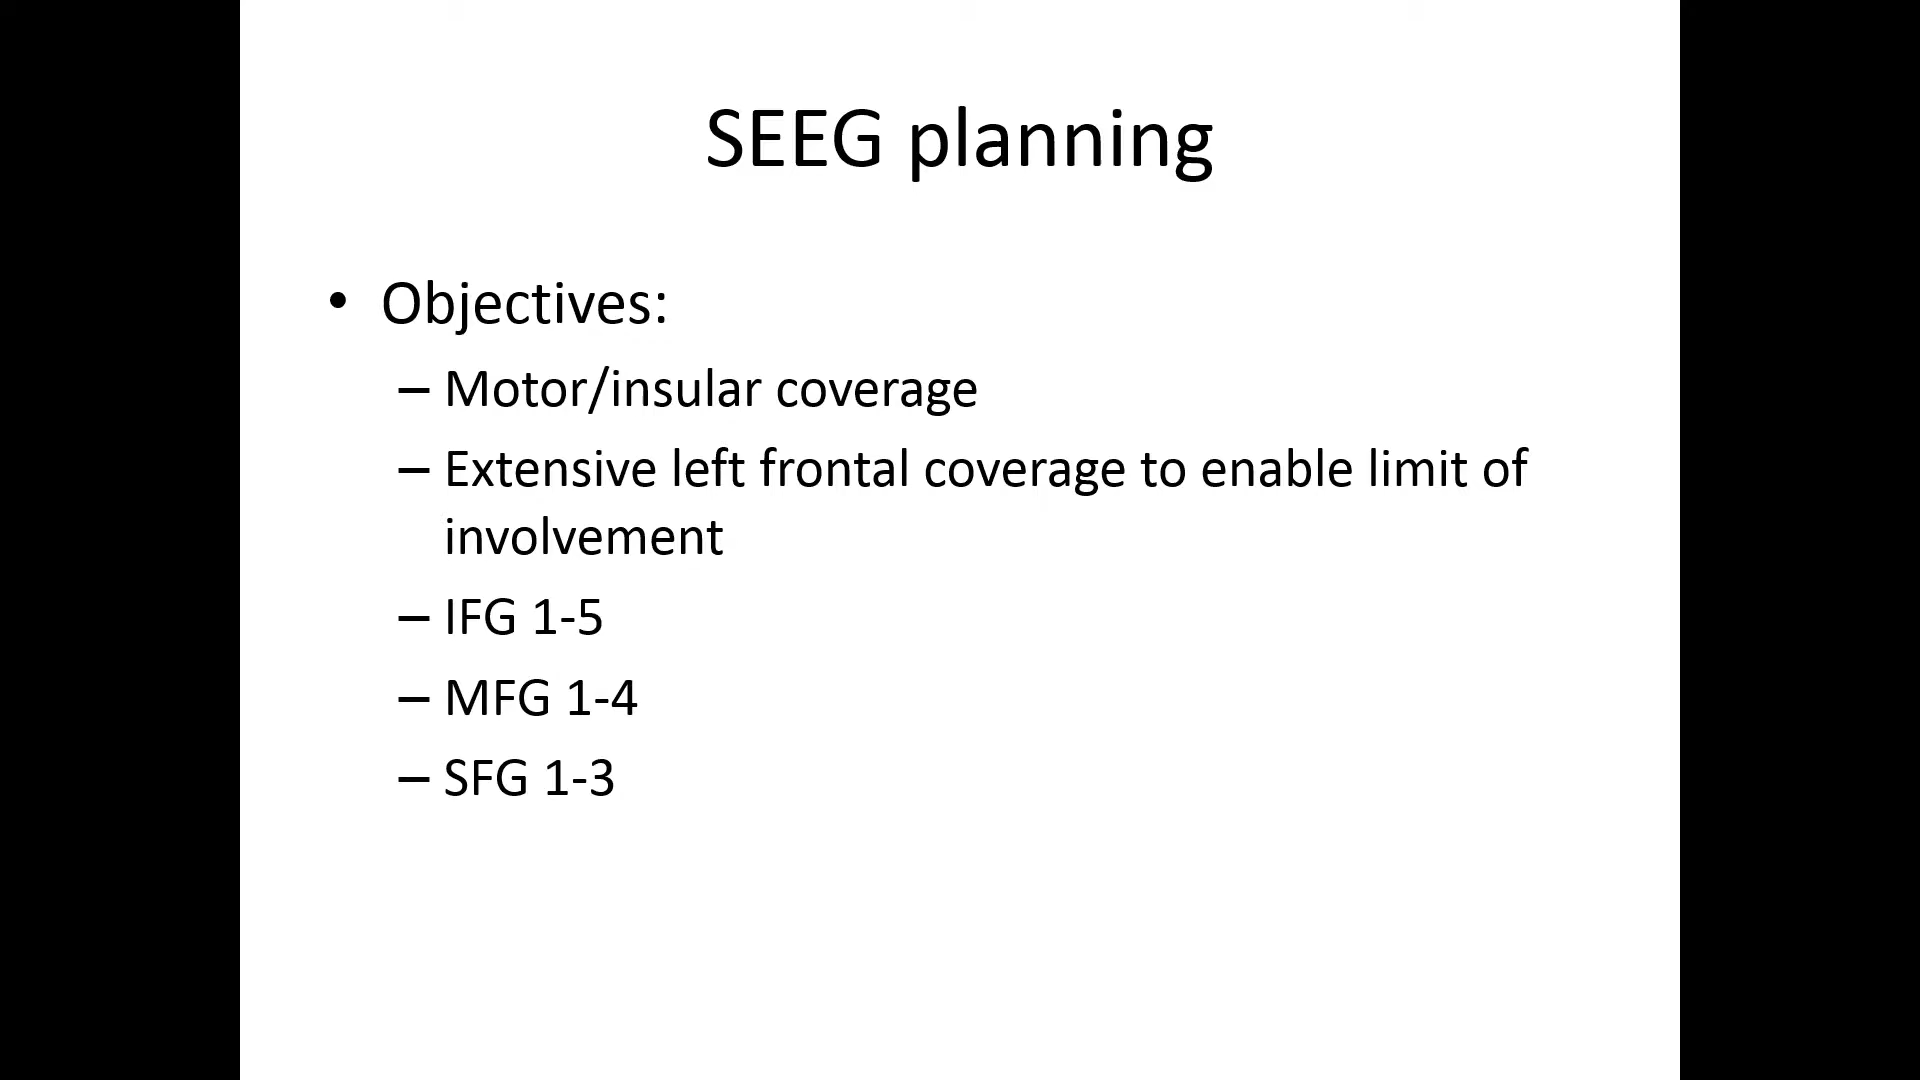 SEEG planning
• Objectives:
– Motor/insular coverage
– Extensive left frontal coverage to enable limit of
involvement
– IFG 1-5
– MFG 1-4
– SFG 1-3